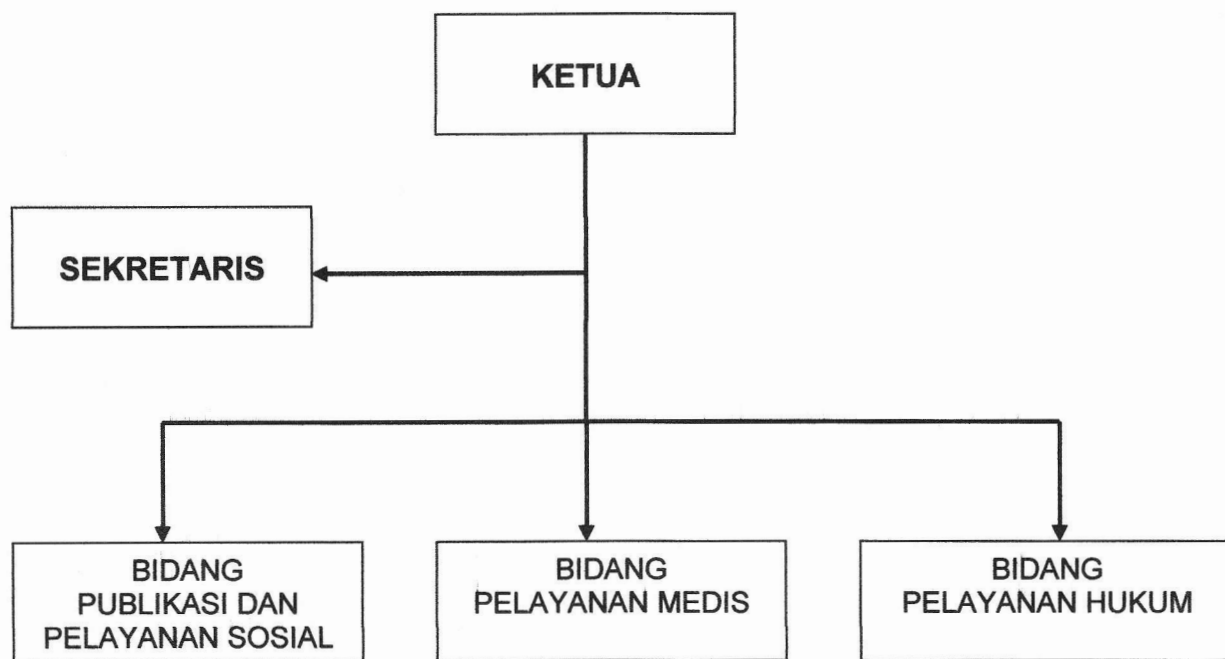 KETUA
SEKRETARIS
BIDANG
PUBLIKASI DAN
PELAYANAN SOSIAL
BIDANG
PELAYANAN MEDIS
BIDANG
PELAYANAN HUKUM